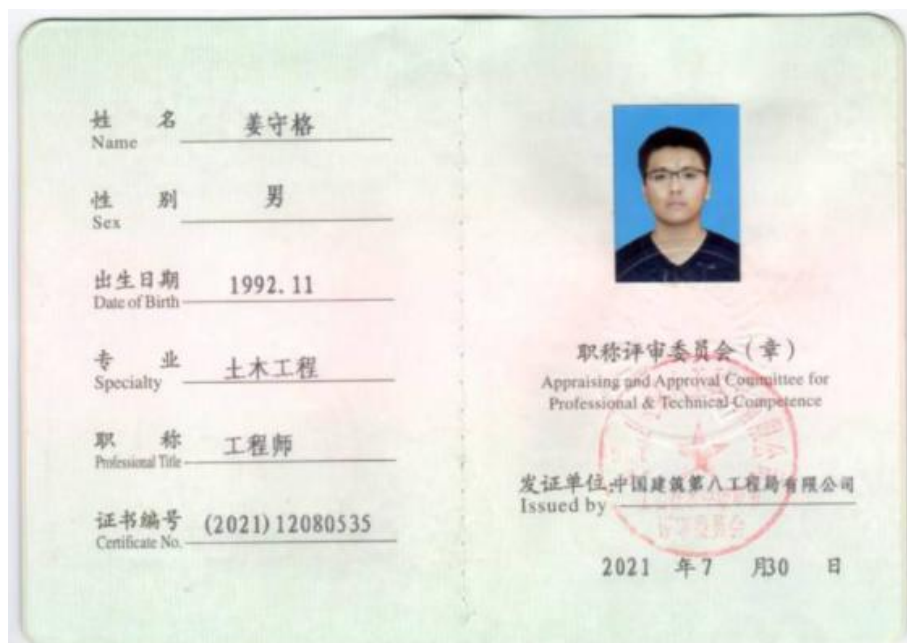 姓 名 姜守格
Name
性 别 男
Sex
出生日期 1992.11
Date of Birth
专 业 土木工程
Specialty
职 称 工程师
Professional Title
证书编号 (2021)12080535
Certificate No.
职称评审委员会（章）
Appraising and Approval Committee for
Professional & Technical Competence
发证单位:中国建筑第八工程局有限公司
Issued by
2021 年 7 月30 日